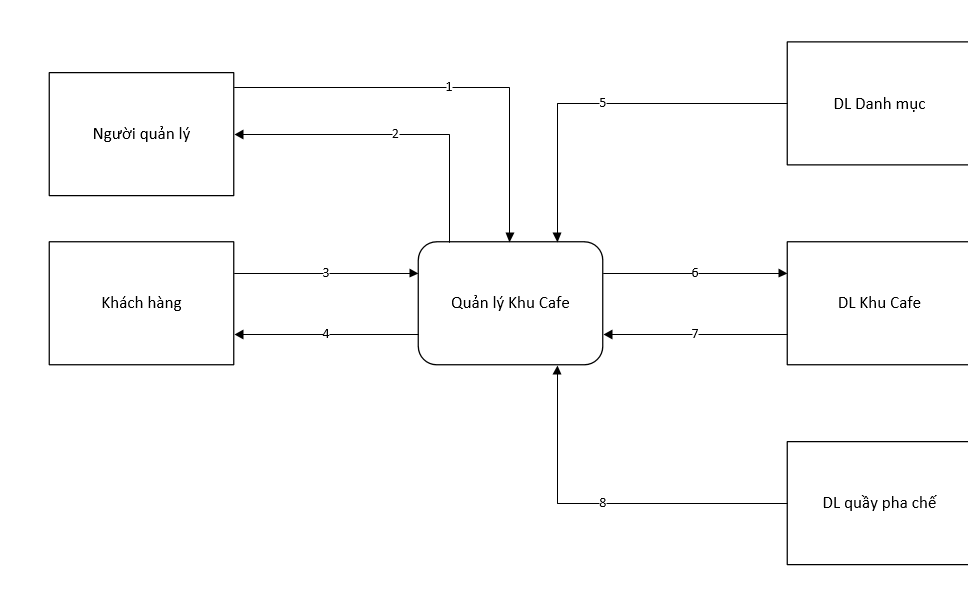 1
DL Danh mục
5
Người quản lý
2
3
6
Khách hàng
Quản lý Khu Cafe
DL Khu Cafe
4
7
8
DL quầy pha chế